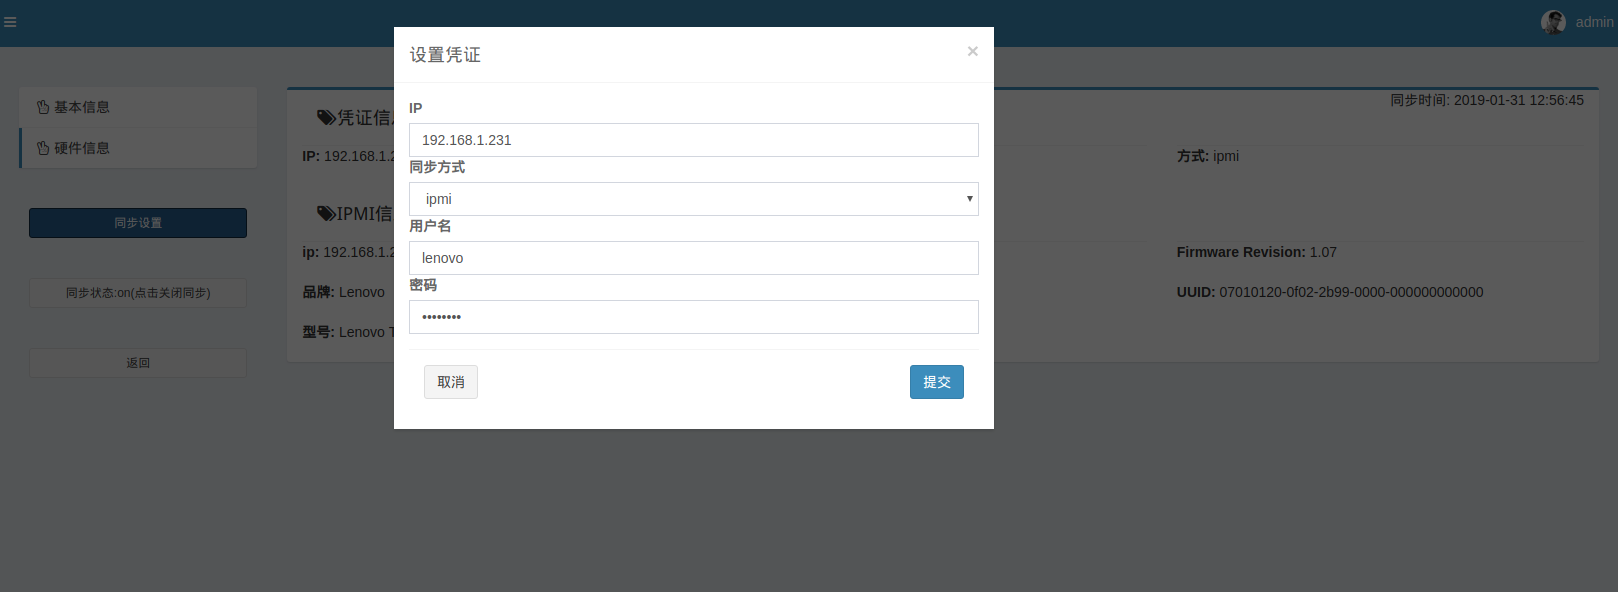 admin
设置凭证
×
IP
192.168.1.231
同步方式
ipmi
用户名
lenovo
密码
••••••••
取消
提交
基本信息
硬件信息
同步设置
同步状态:on(点击关闭同步)
返回
同步时间: 2019-01-31 12:56:45
凭证信
IP: 192.168.1.2
方式: ipmi
IPMI信
ip: 192.168.1.2
Firmware Revision: 1.07
品牌: Lenovo
UUID: 07010120-0f02-2b99-0000-000000000000
型号: Lenovo T